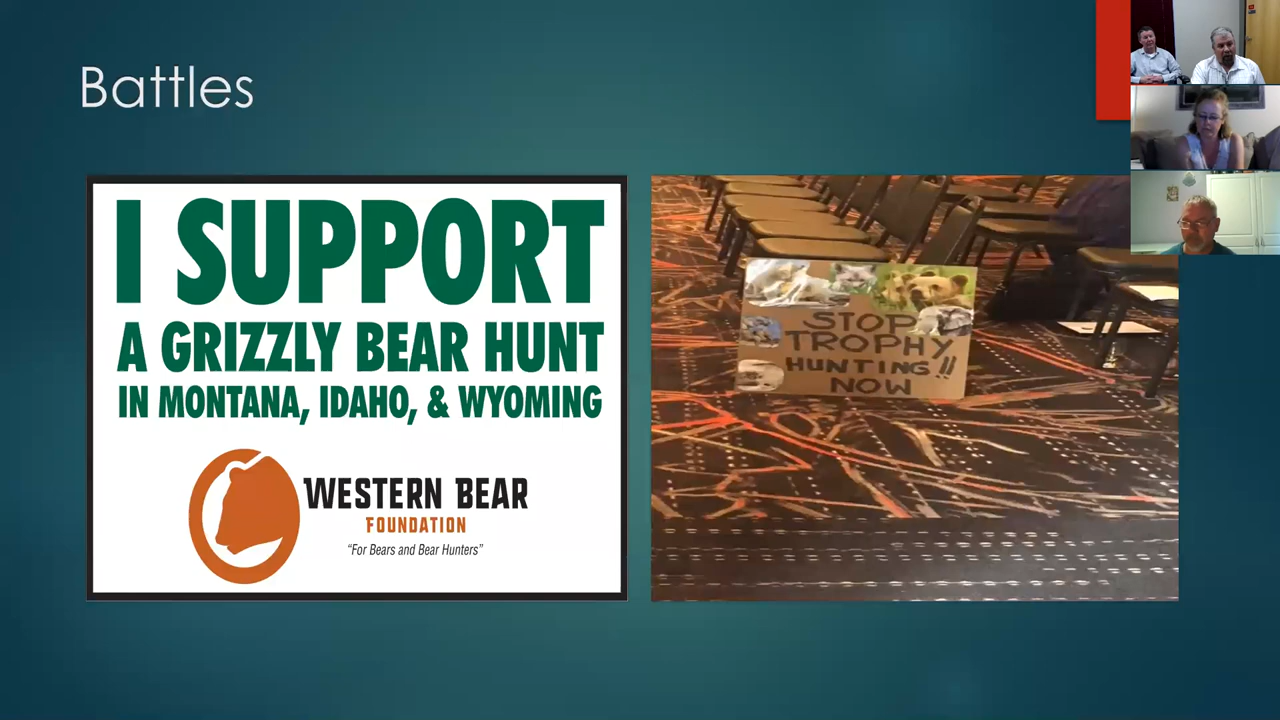 Battles
I SUPPORT
A GRIZZLY BEAR HUNT
IN MONTANA, IDAHO, & WYOMING
WESTERN BEAR
FOUNDATION
"For Bears and Bear Hunters"
STOP
TROPHY
HUNTING!!
NOW